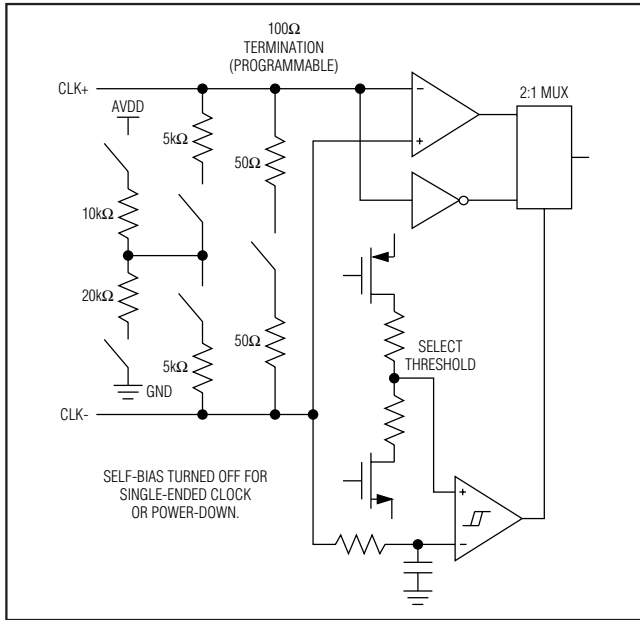 100Ω
TERMINATION
(PROGRAMMABLE)
CLK+
AVDD
2:1 MUX
5kΩ
50Ω
10kΩ
20kΩ
50Ω
5kΩ
SELECT
THRESHOLD
GND
CLK-
SELF-BIAS TURNED OFF FOR
SINGLE-ENDED CLOCK
OR POWER-DOWN.
−
+
+
−